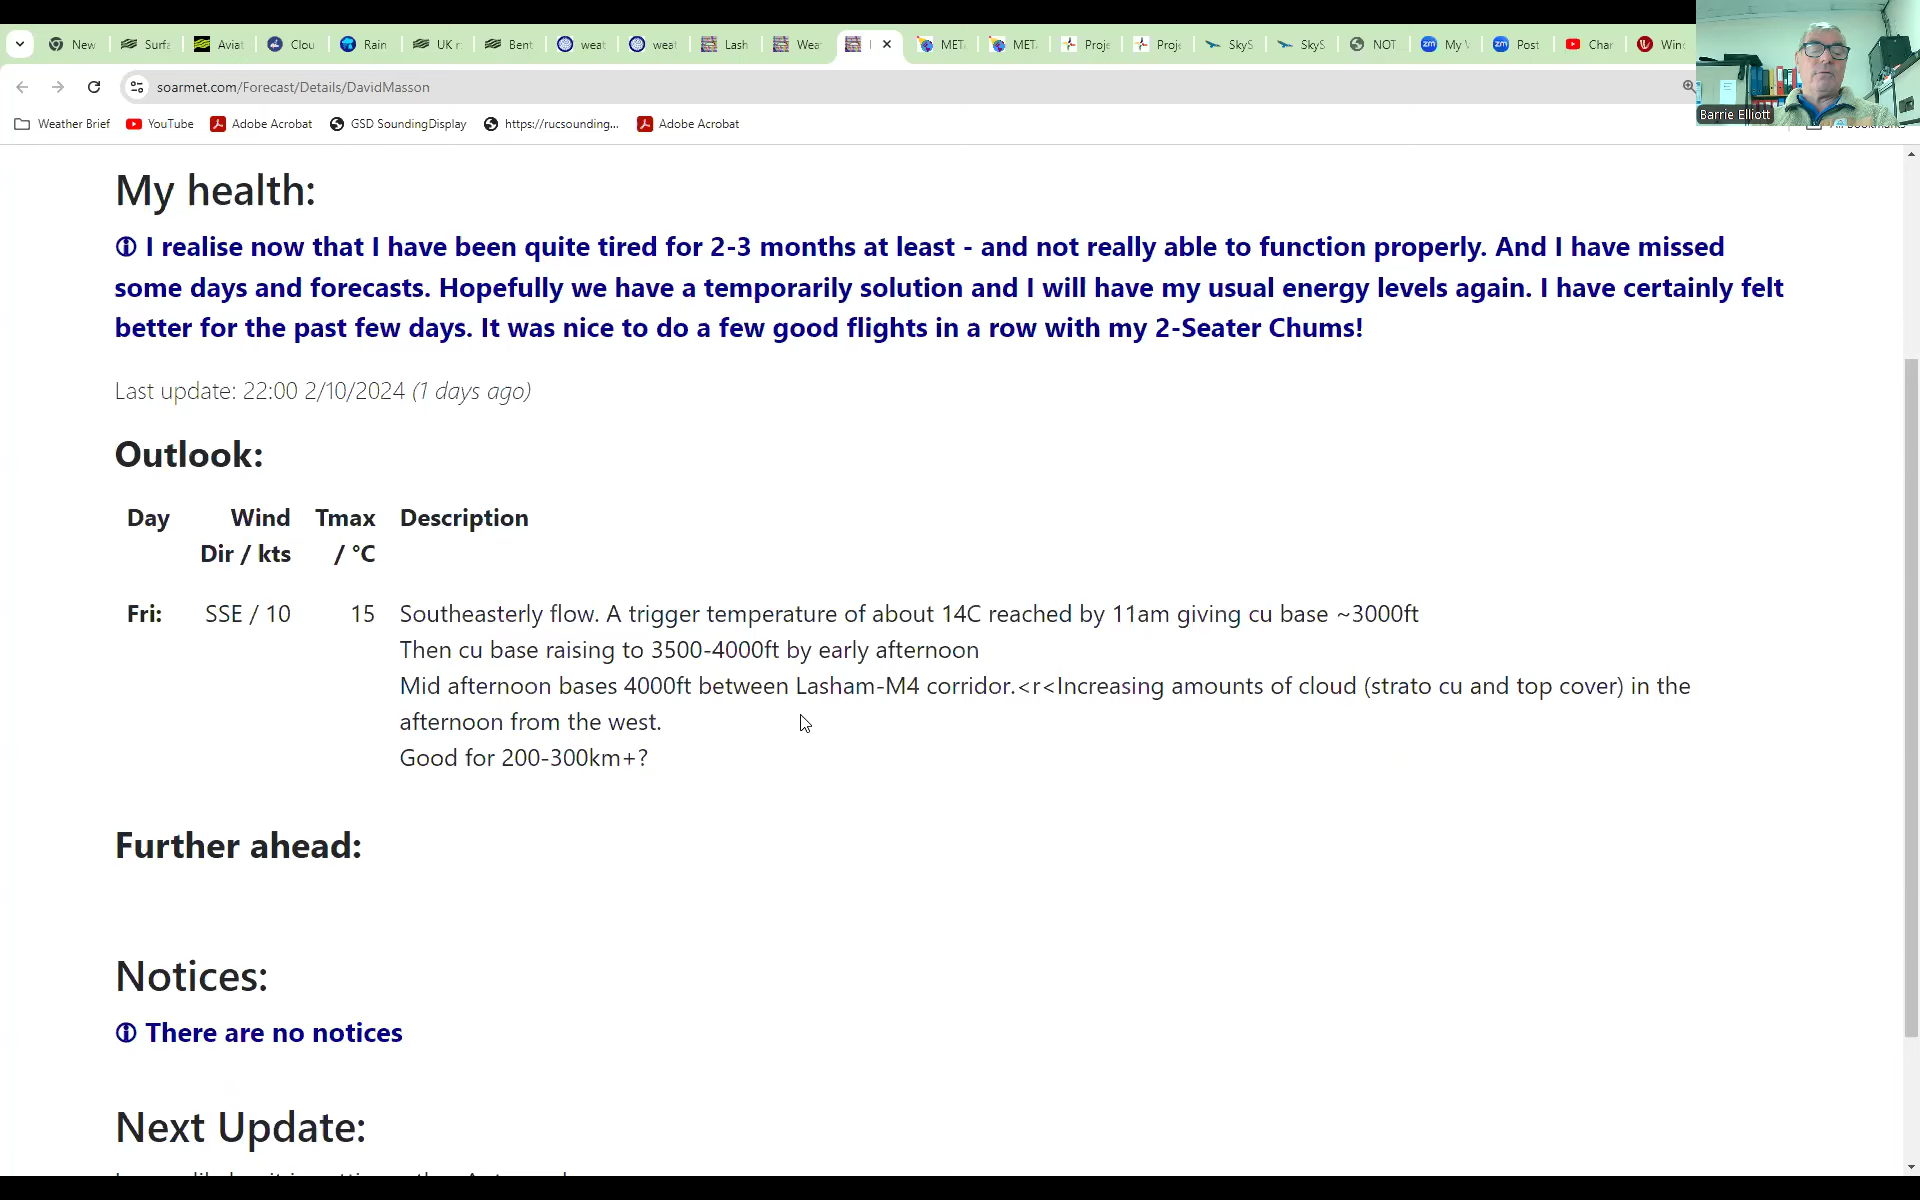 New
Surfa
Aviat
Clou
Rain
UK r
Bent
weat
weat
Lash
Wea
MET
MET
Proje
Proje
SkyS
SkyS
NOT
My
Post
Char
Win
soarmet.com/Forecast/Details/DavidMasson
Weather Brief
YouTube
Adobe Acrobat
GSD SoundingDisplay
https://rucsounding...
Adobe Acrobat
Barrie Elliott
My health:
I realise now that I have been quite tired for 2-3 months at least - and not really able to function properly. And I have missed
some days and forecasts. Hopefully we have a temporarily solution and I will have my usual energy levels again. I have certainly felt
better for the past few days. It was nice to do a few good flights in a row with my 2-Seater Chums!
Last update: 22:00 2/10/2024 (1 days ago)
Outlook:
Day Wind Tmax Description
Dir / kts / °C
Fri: SSE / 10 15 Southeasterly flow. A trigger temperature of about 14C reached by 11am giving cu base ~3000ft
Then cu base raising to 3500-4000ft by early afternoon
Mid afternoon bases 4000ft between Lasham-M4 corridor.<r<Increasing amounts of cloud (strato cu and top cover) in the
afternoon from the west.
Good for 200-300km+?
Further ahead:
Notices:
There are no notices
Next Update: